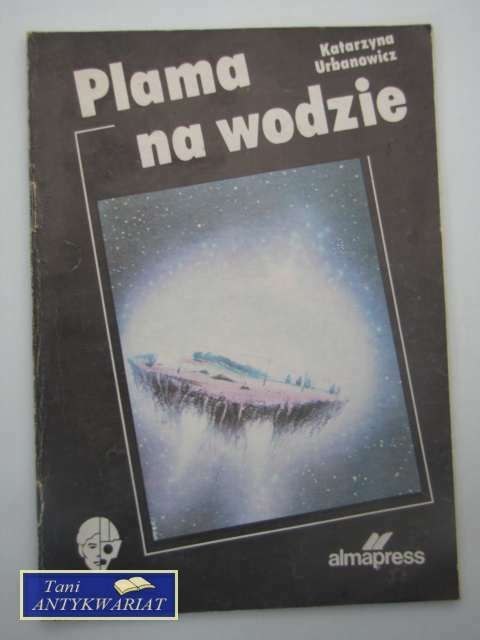 Katarzyna
Urbanowicz
Plama
na wodzie
almapress
Tani
ANTYKWARIAT